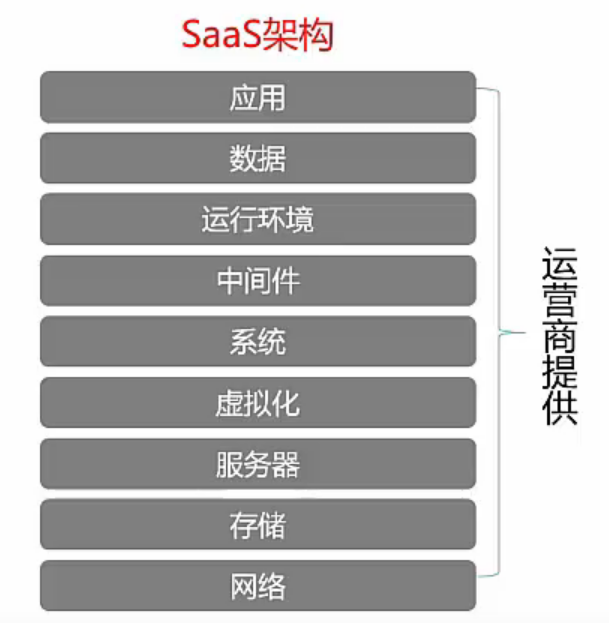 SaaS架构
应用
数据
运行环境
中间件
系统
虚拟化
服务器
存储
网络
运营商提供